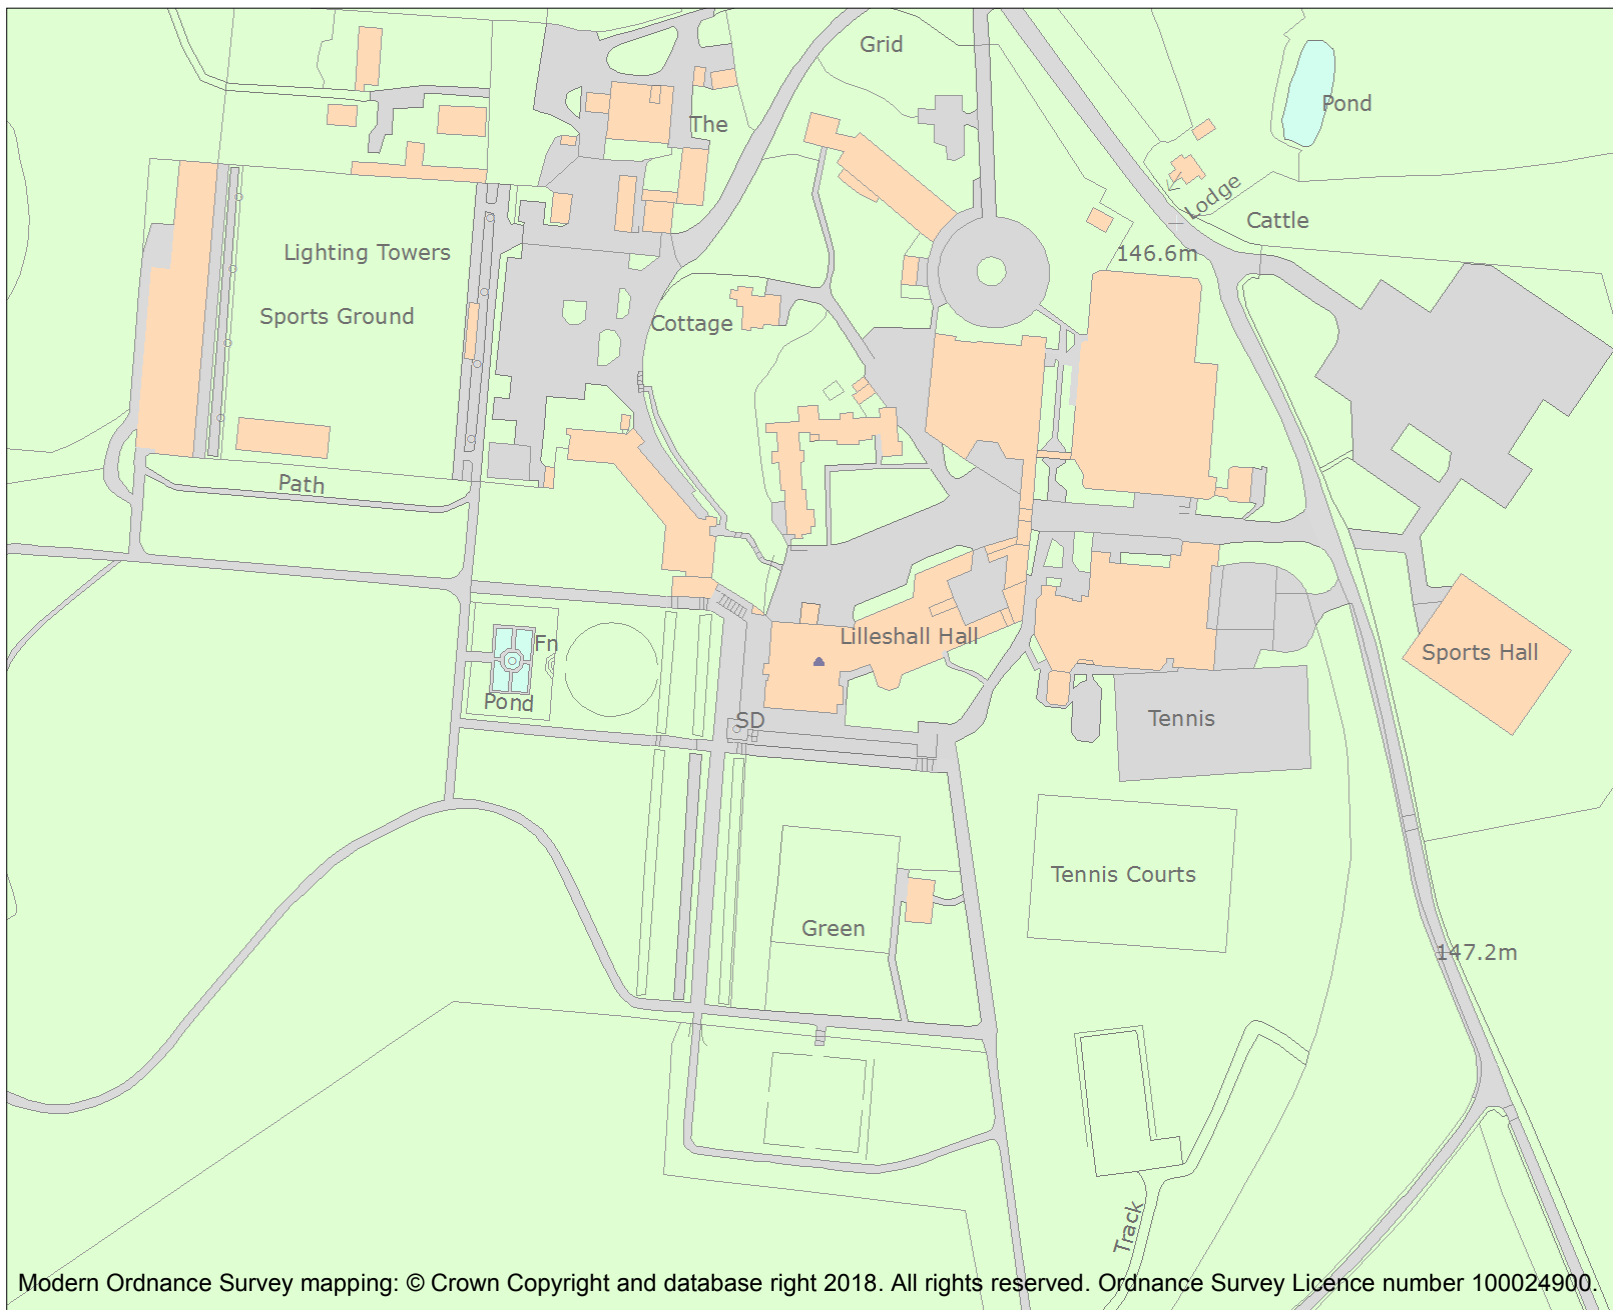 Grid
Pond
The
Lodge
Cattle
Lighting Towers
146.6m
Sports Ground
Cottage
Path
Lilleshall Hall
Fn
Sports Hall
Pond
SD
Tennis
Tennis Courts
Green
147.2m
Track
Modern Ordnance Survey mapping: © Crown Copyright and database right 2018. All rights reserved. Ordnance Survey Licence number 100024900.